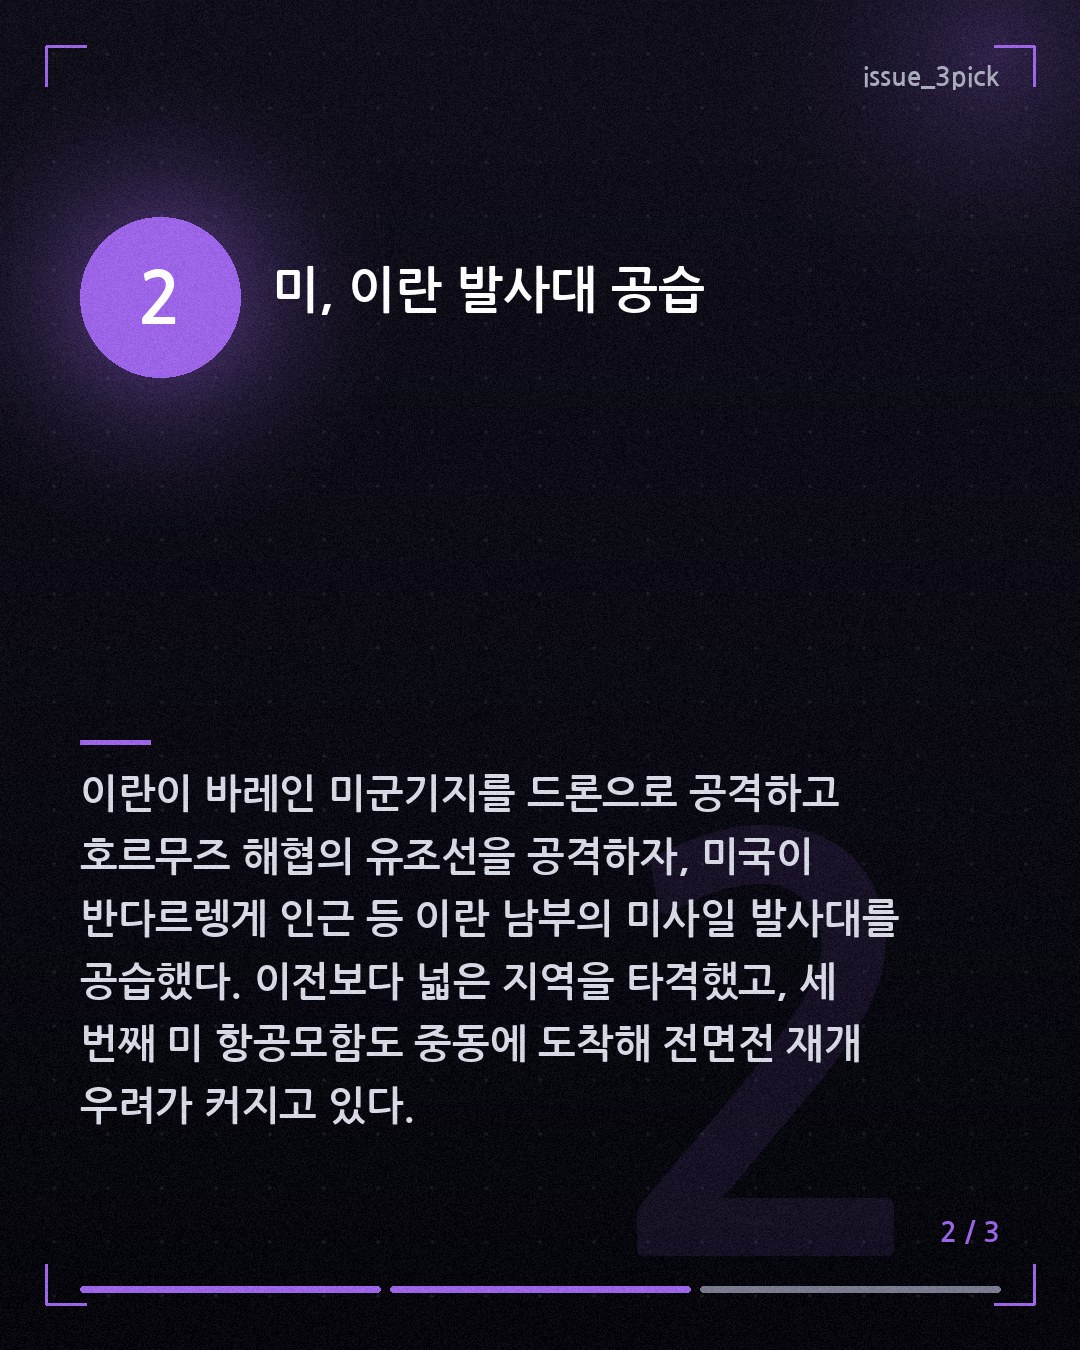 issue_3pick
2
미, 이란 발사대 공습
이란이 바레인 미군기지를 드론으로 공격하고
호르무즈 해협의 유조선을 공격하자, 미국이
반다르렝게 인근 등 이란 남부의 미사일 발사대를
공습했다. 이전보다 넓은 지역을 타격했고, 세
번째 미 항공모함도 중동에 도착해 전면전 재개
우려가 커지고 있다.
2
2 / 3